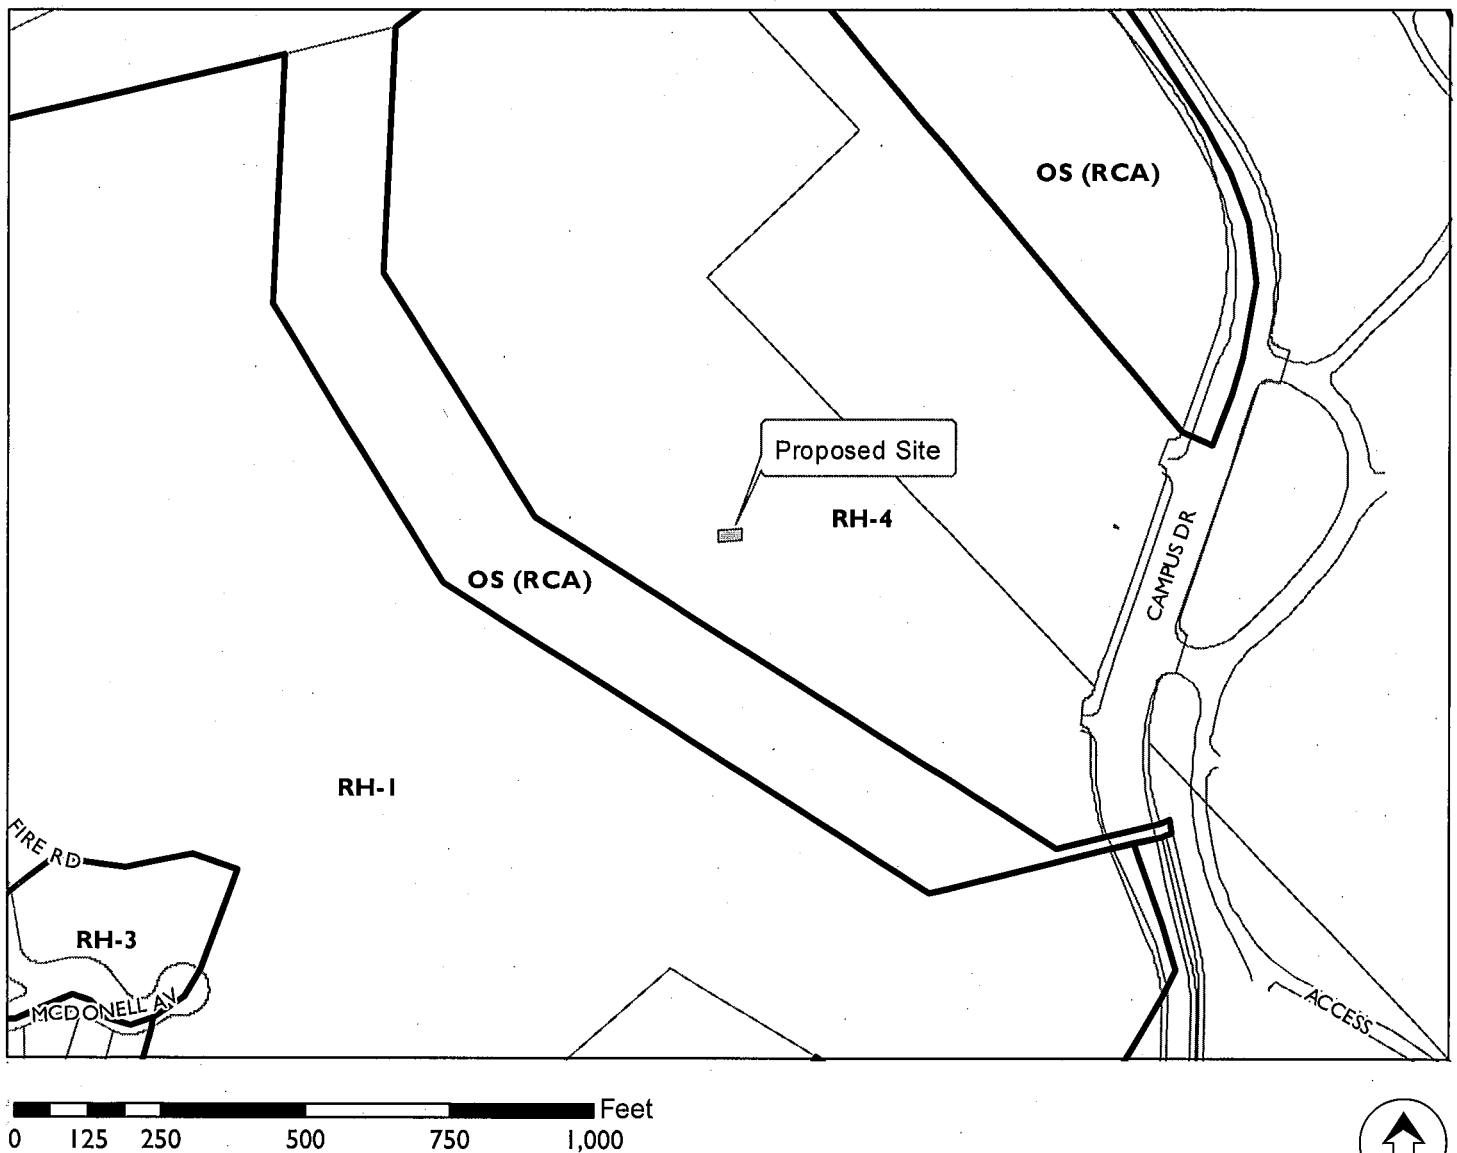 OS (RCA)
Proposed Site
RH-4
CAMPUS DR
OS (RCA)
RH-1
FIRE RD
RH-3
MCDONELL AV
ACCESS
Feet
0 125 250 500 750 1,000